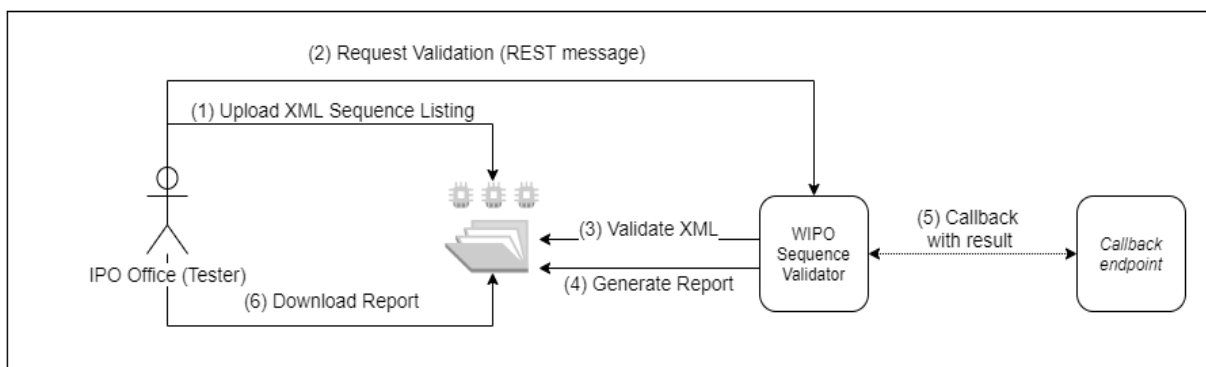 (2) Request Validation (REST message)
(1) Upload XML Sequence Listing
(3) Validate XML
(4) Generate Report
WIPO
Sequence
Validator
(5) Callback
with result
Callback
endpoint
IPO Office (Tester)
(6) Download Report